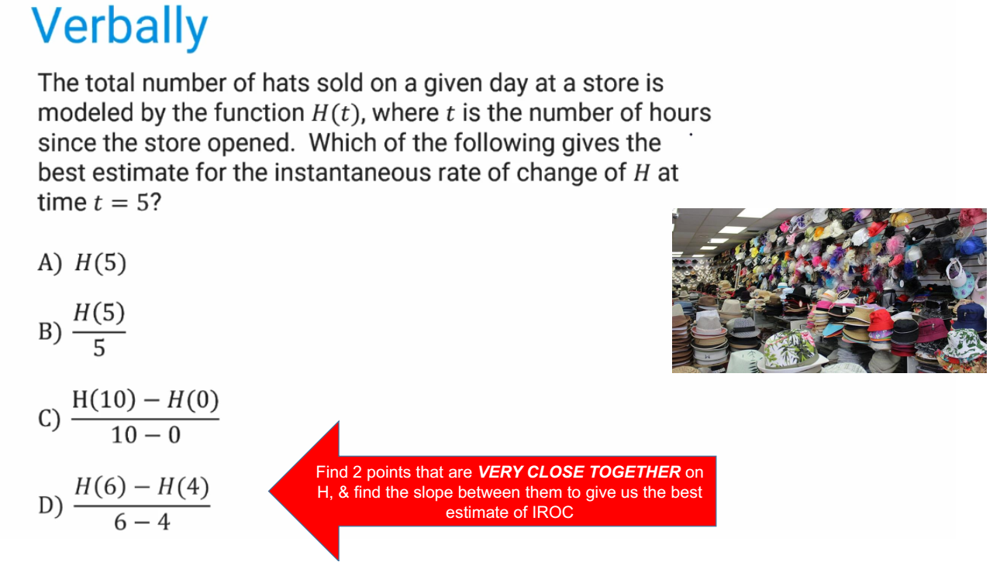 Verbally
The total number of hats sold on a given day at a store is
modeled by the function H(t), where t is the number of hours
since the store opened.  Which of the following gives the
best estimate for the instantaneous rate of change of H at
time t = 5?
A) H(5)
B) H(5)
5
C) H(10) − H(0)
10 − 0
D) H(6) − H(4)
6 − 4
Find 2 points that are VERY CLOSE TOGETHER on
H, & find the slope between them to give us the best
estimate of IROC